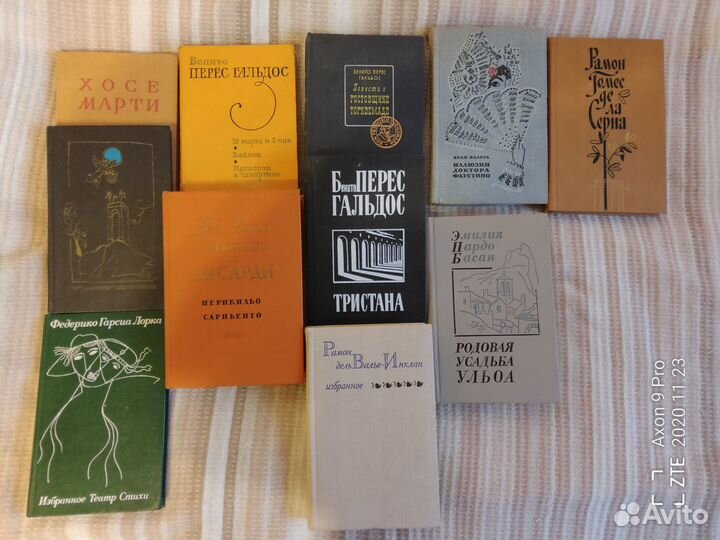 ХОСЕ
МАРТИ
Бенито
ПЕРЕС ГАЛЬДОС
19 марта и 2 мая
Байлен
Наполеон
в Чамартине
БЕНИТО ПЕРЕС
ГАЛЬДОС
Повести о
РОСТОВЩИКЕ
ТОРКВЕМАДЕ
ХУАН ВАЛЕРА
ИЛЛЮЗИИ
ДОКТОРА
ФАУСТИНО
Рамон
Гомес
де
ла
Серна
ЛИСАРДИ
ПЕРИКИЛЬО
САРНЬЕНТО
Бенито ПЕРЕС
ГАЛЬДОС
ТРИСТАНА
Эмилия
Пардо
Басан
РОДОВАЯ
УСАДЬБА
УЛЬОА
Федерико Гарсиа Лорка
Избранное Театр Стихи
Рамон
дель Валье-Инклан
избранное
Axon 9 Pro
ZTE 2020.11.23
Avito